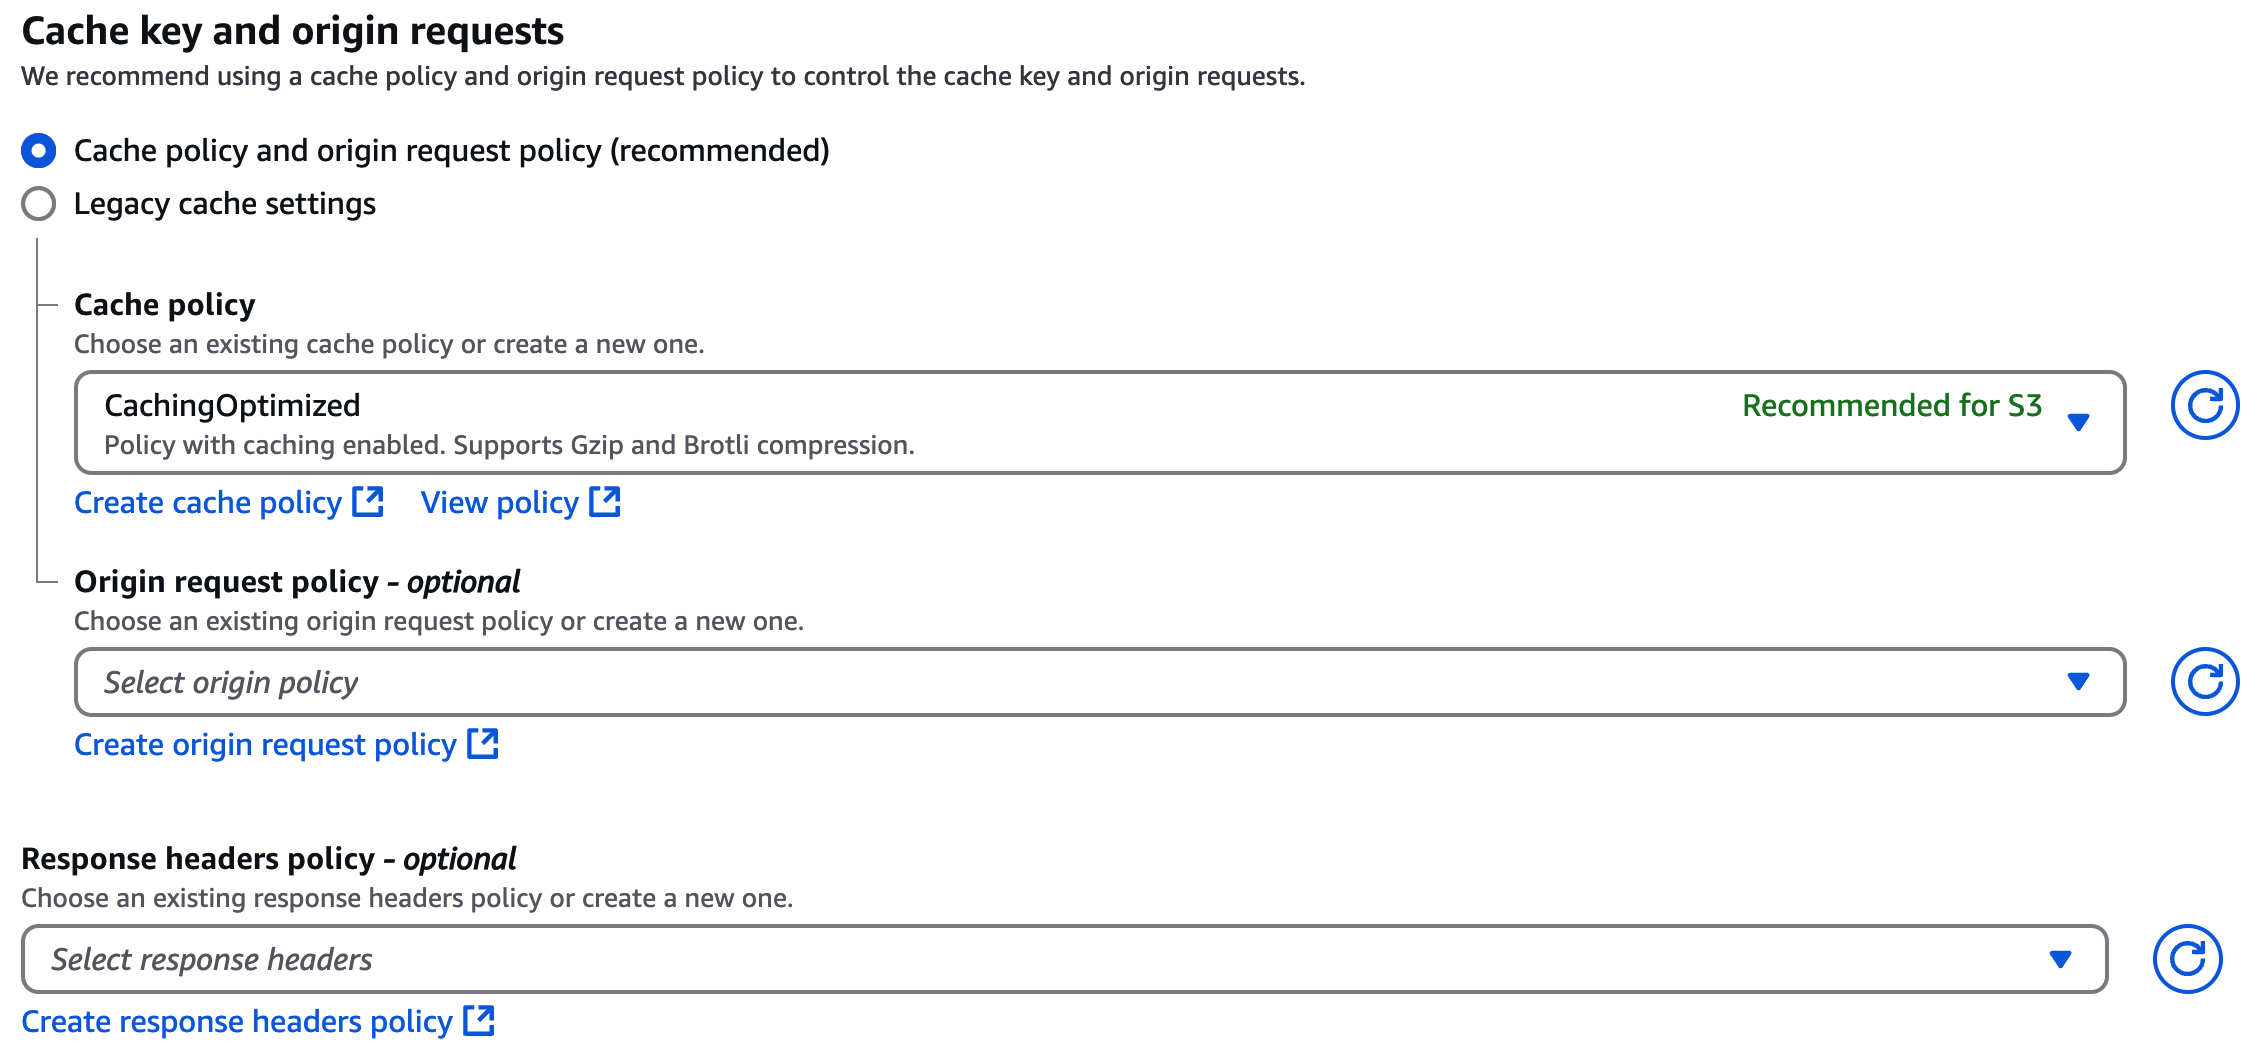 Cache key and origin requests
We recommend using a cache policy and origin request policy to control the cache key and origin requests.
Cache policy and origin request policy (recommended)
Legacy cache settings
Cache policy
Choose an existing cache policy or create a new one.
CachingOptimized
Recommended for S3
Policy with caching enabled. Supports Gzip and Brotli compression.
Create cache policy
View policy
Origin request policy - optional
Choose an existing origin request policy or create a new one.
Select origin policy
Create origin request policy
Response headers policy - optional
Choose an existing response headers policy or create a new one.
Select response headers
Create response headers policy